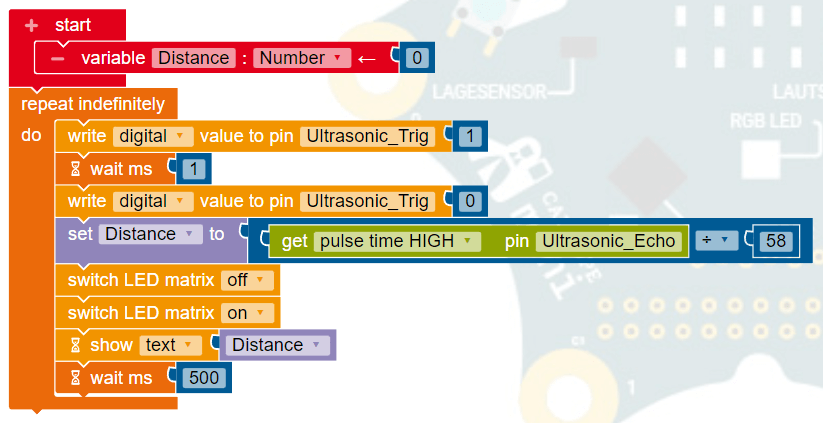 + start
− variable Distance : Number ▾ ← 0
repeat indefinitely
do write digital ▾ value to pin Ultrasonic_Trig 1
wait ms 1
write digital ▾ value to pin Ultrasonic_Trig 0
set Distance ▾ to get pulse time HIGH ▾ pin Ultrasonic_Echo ÷ ▾ 58
switch LED matrix off ▾
switch LED matrix on ▾
show text ▾ Distance ▾
wait ms 500
LAGESENSOR
LAUTS
RGB LED
C1
1